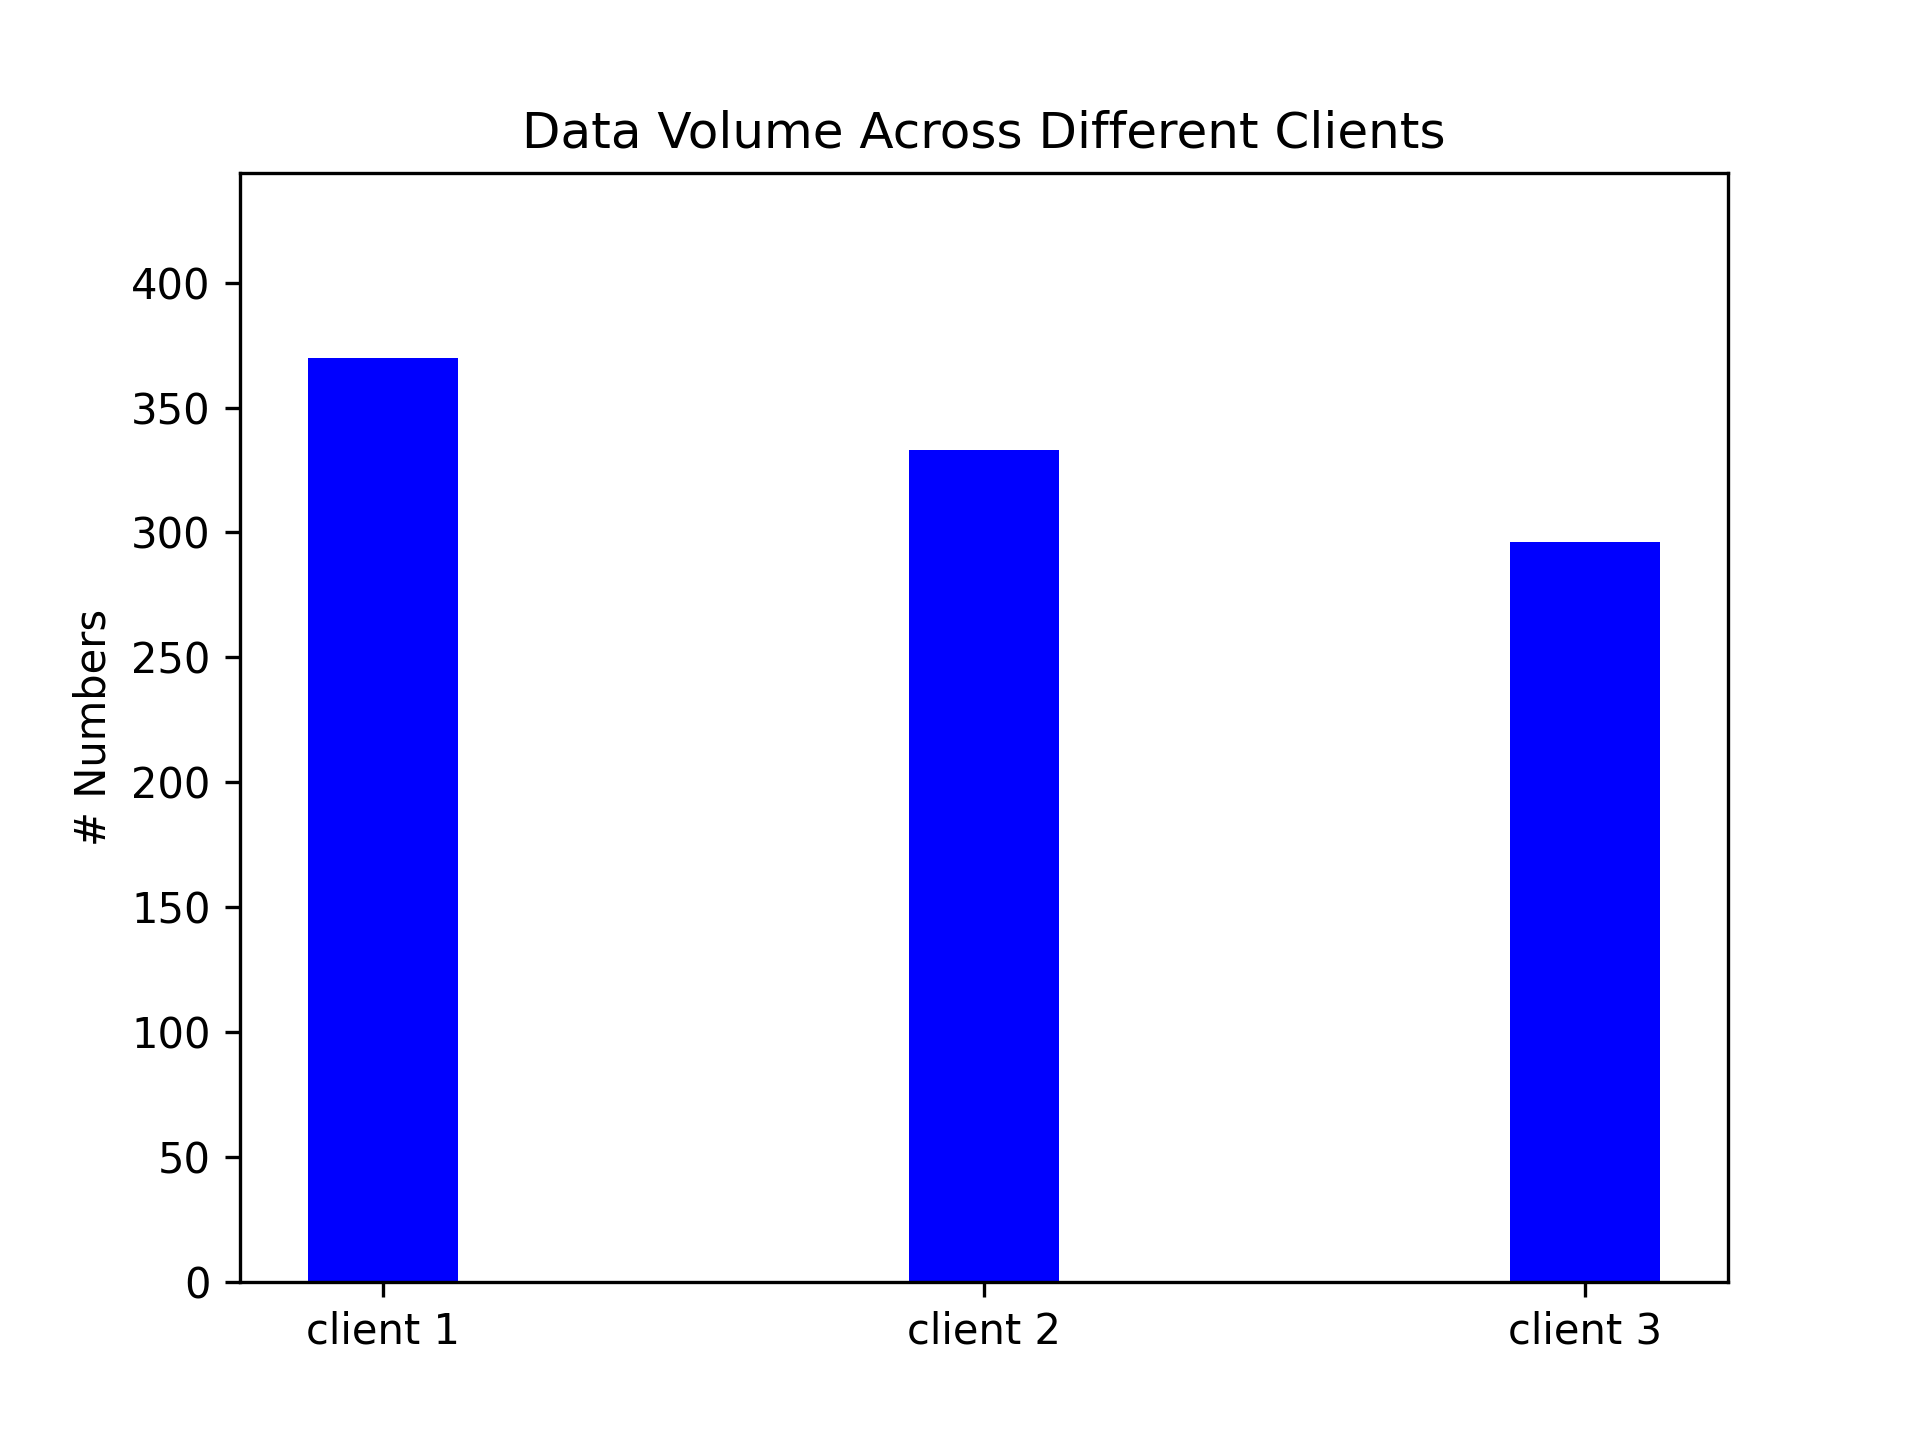 Data Volume Across Different Clients
# Numbers
400
350
300
250
200
150
100
50
0
client 1
client 2
client 3